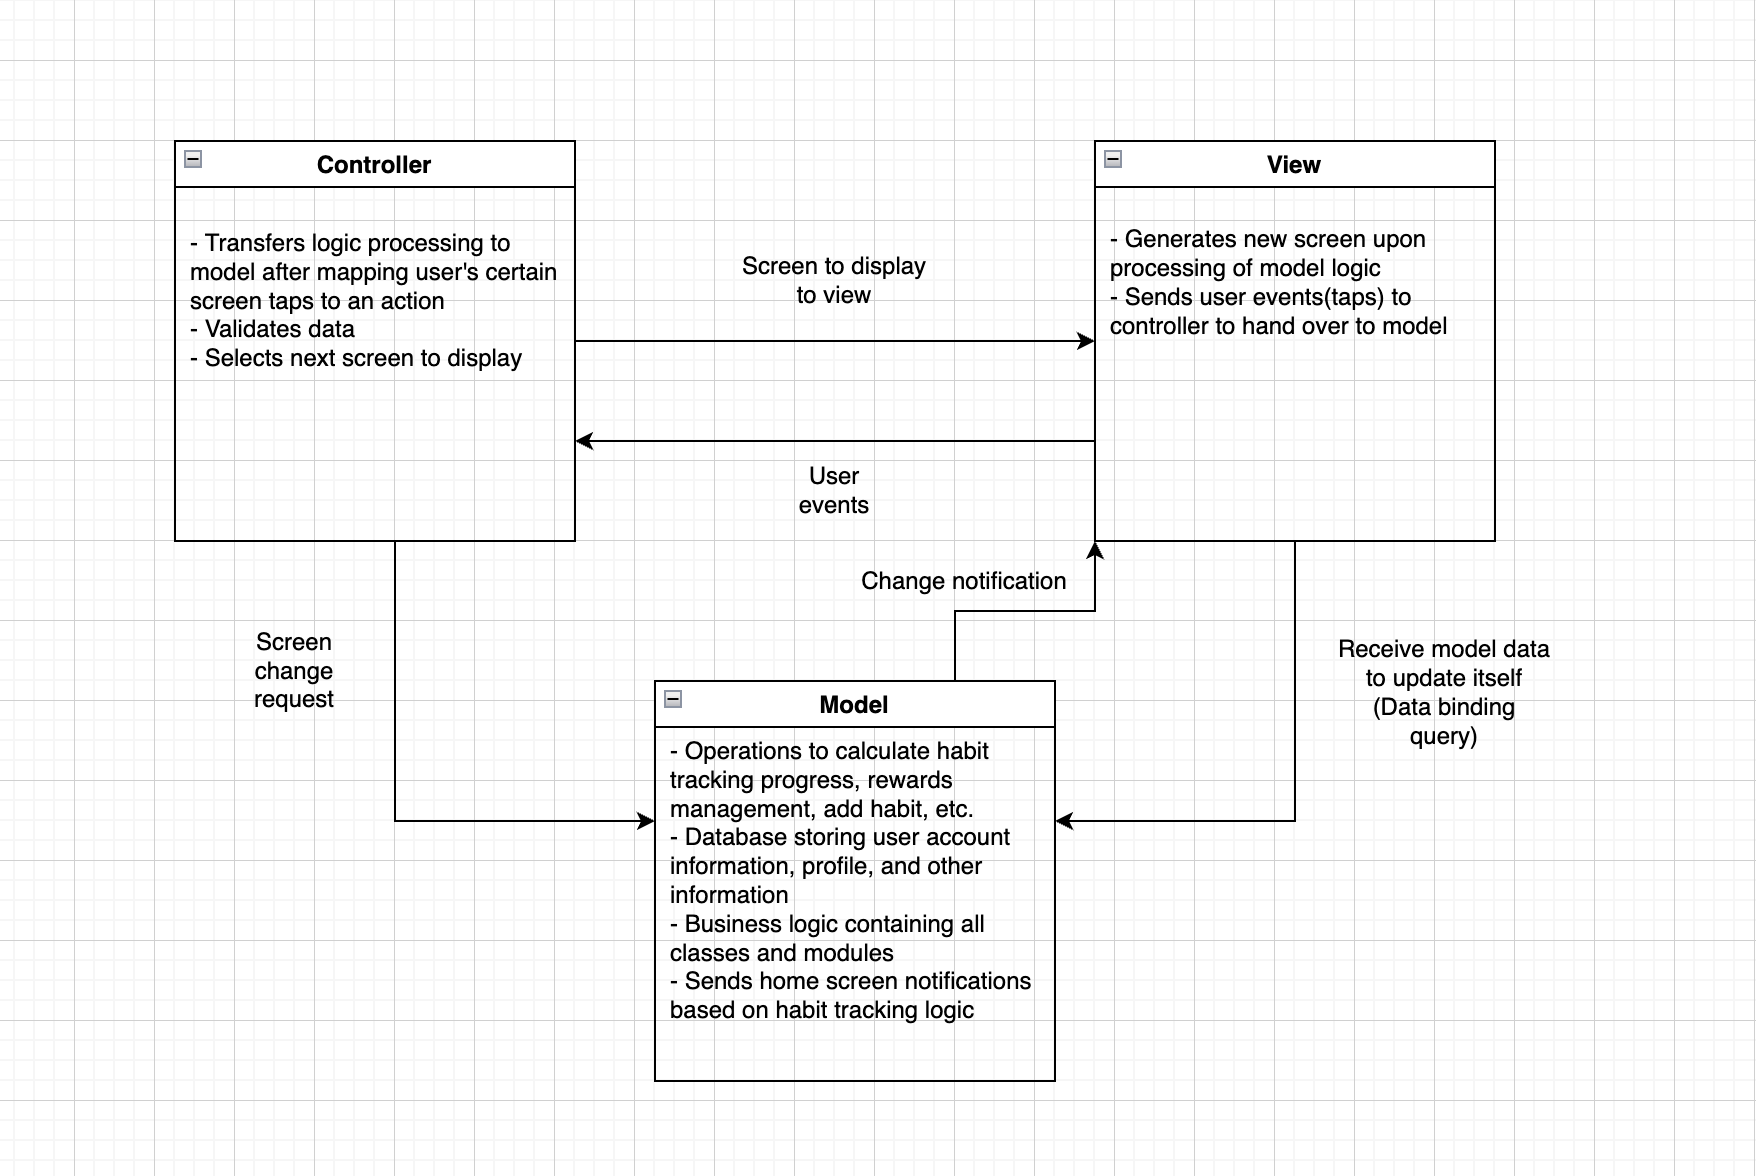 Controller
- Transfers logic processing to
model after mapping user's certain
screen taps to an action
- Validates data
- Selects next screen to display
Screen to display
to view
User
events
View
- Generates new screen upon
processing of model logic
- Sends user events(taps) to
controller to hand over to model
Change notification
Screen
change
request
Receive model data
to update itself
(Data binding
query)
Model
- Operations to calculate habit
tracking progress, rewards
management, add habit, etc.
- Database storing user account
information, profile, and other
information
- Business logic containing all
classes and modules
- Sends home screen notifications
based on habit tracking logic